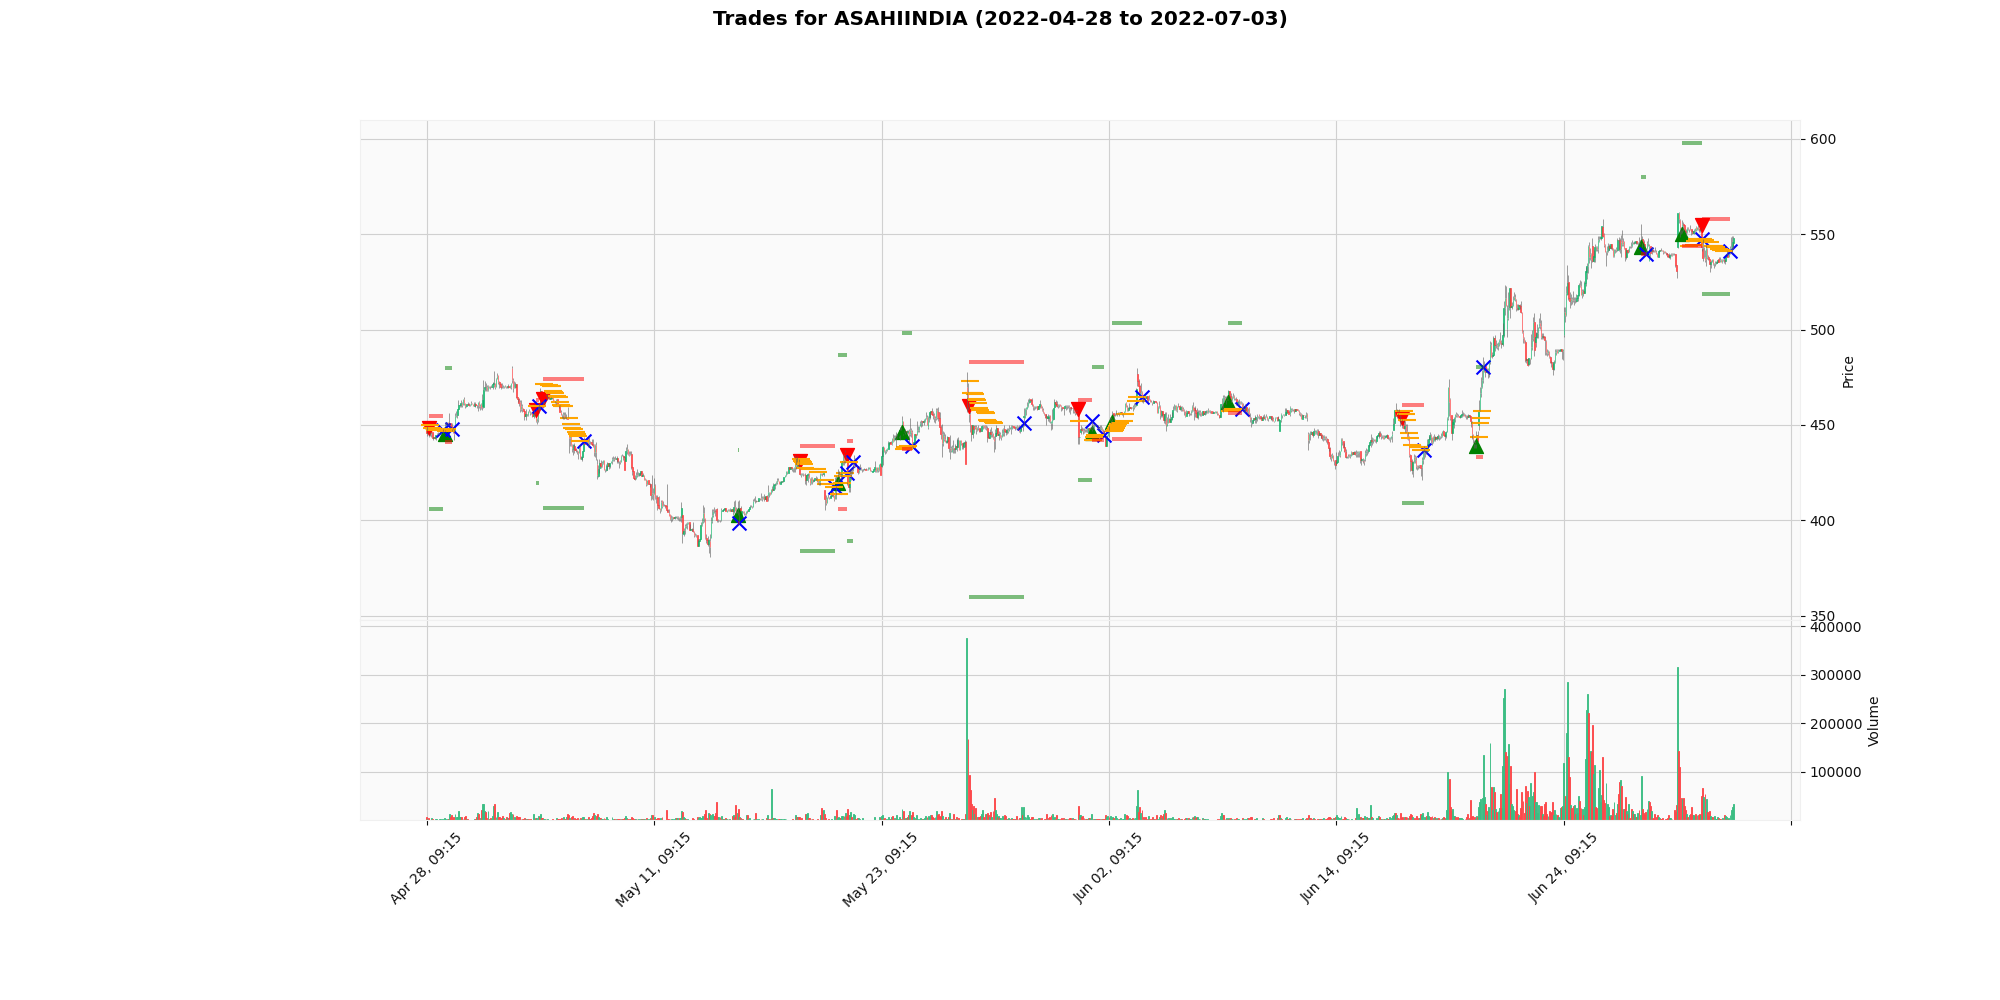 Trades for ASAHIINDIA (2022-04-28 to 2022-07-03)
600
550
500
450
400
350
Price
400000
300000
200000
100000
Volume
Apr 28, 09:15
May 11, 09:15
May 23, 09:15
Jun 02, 09:15
Jun 14, 09:15
Jun 24, 09:15